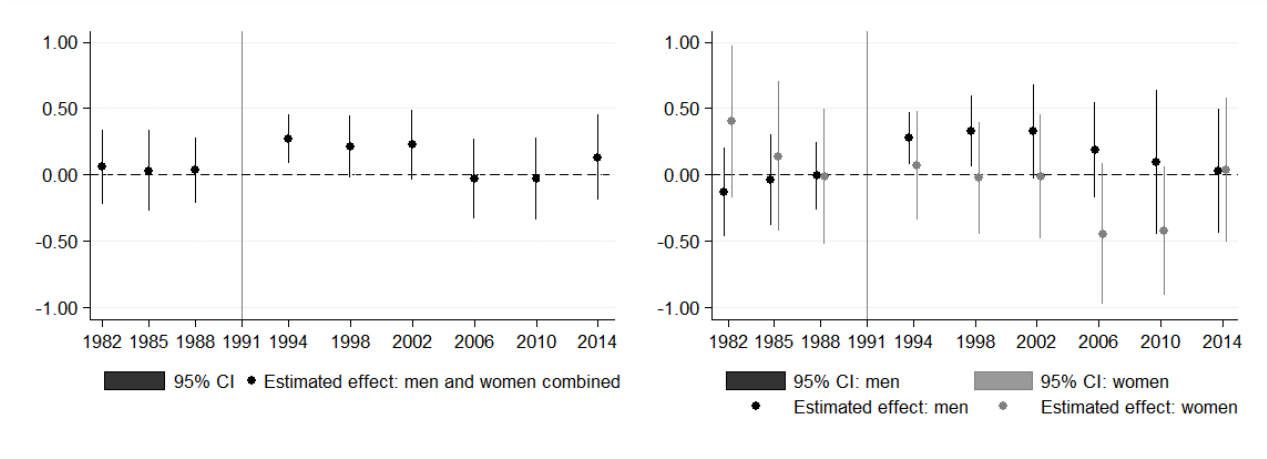 1.00
0.50
0.00
-0.50
-1.00
1982 1985 1988 1991 1994 1998 2002 2006 2010 2014
95% CI Estimated effect: men and women combined
1.00
0.50
0.00
-0.50
-1.00
1982 1985 1988 1991 1994 1998 2002 2006 2010 2014
95% CI: men 95% CI: women
Estimated effect: men Estimated effect: women